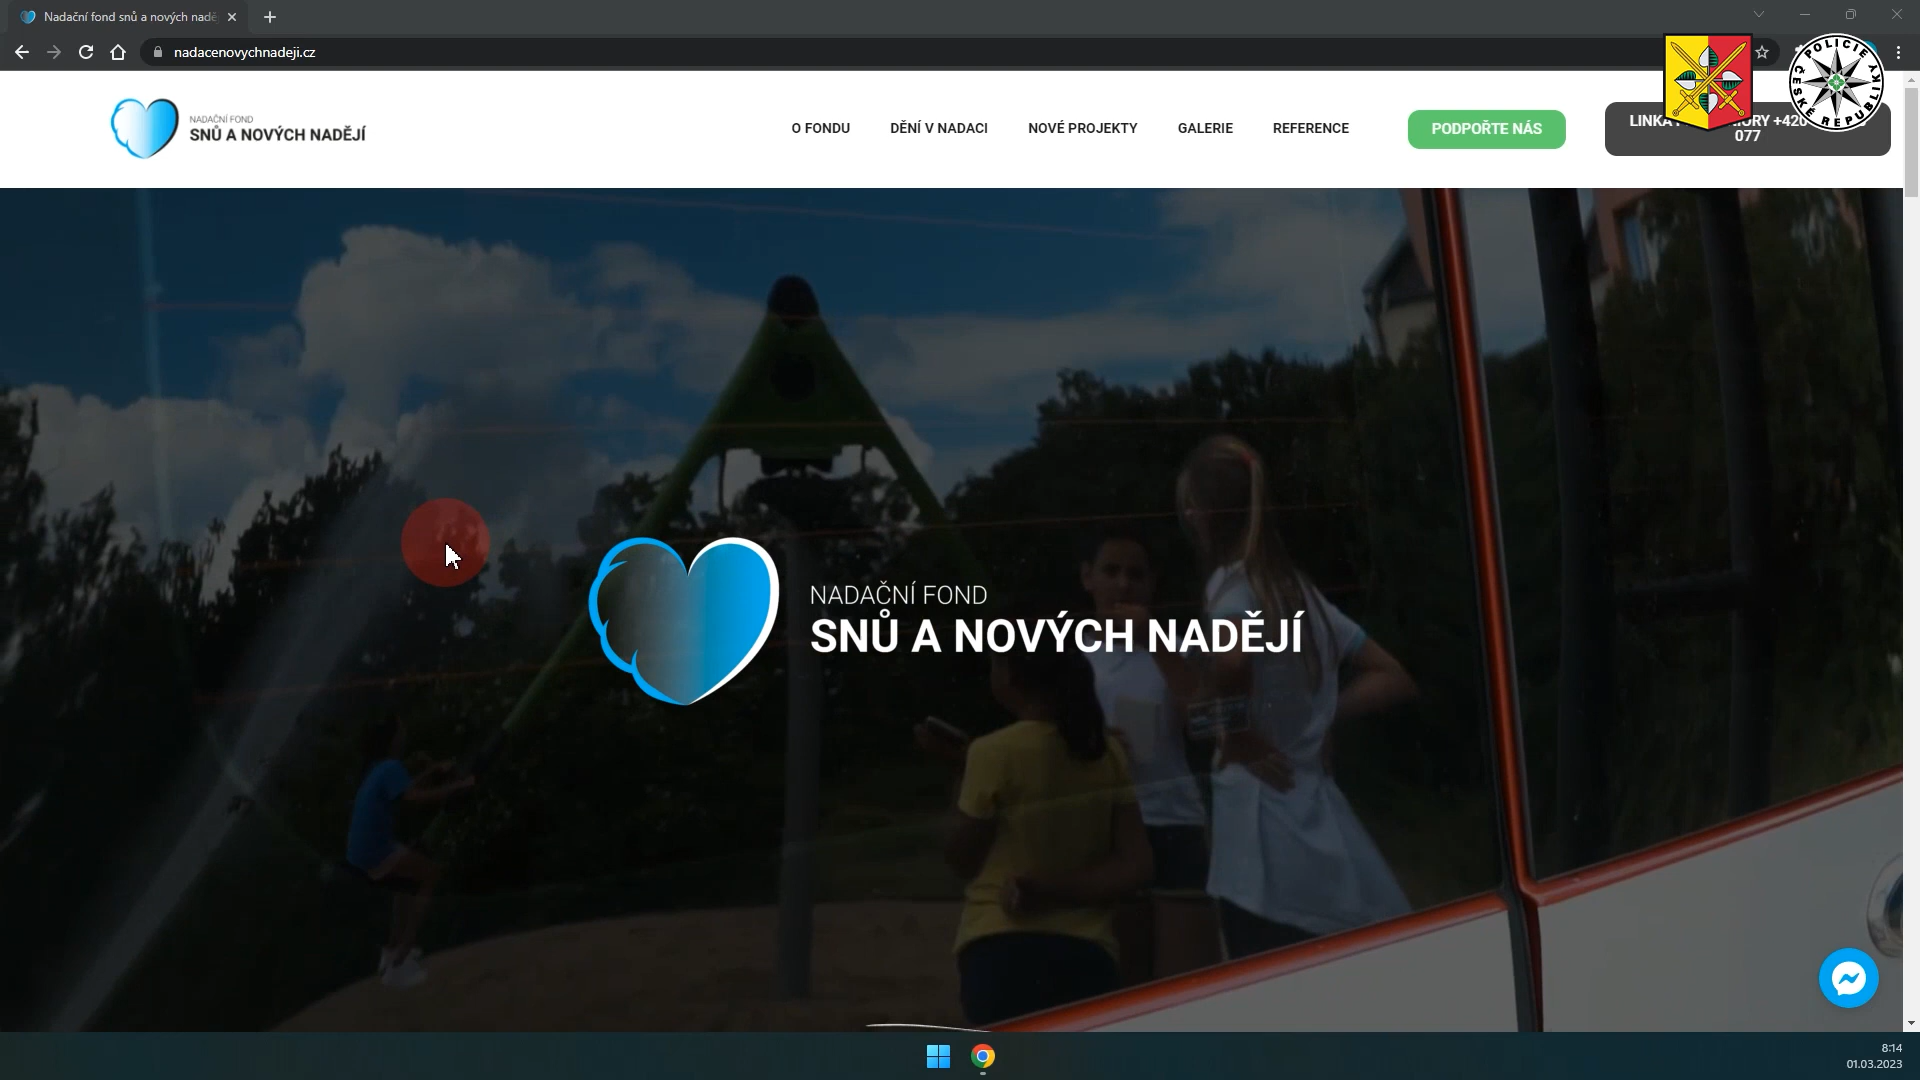 Nadační fond snů a nových nadě
nadacenovychnadeji.cz
POLICIE
ČESKÉ REPUBLIKY
NADAČNÍ FOND
SNŮ A NOVÝCH NADĚJÍ
O FONDU
DĚNÍ V NADACI
NOVÉ PROJEKTY
GALERIE
REFERENCE
PODPOŘTE NÁS
LINKA +420
077
NADAČNÍ FOND
SNŮ A NOVÝCH NADĚJÍ
8:14
01.03.2023